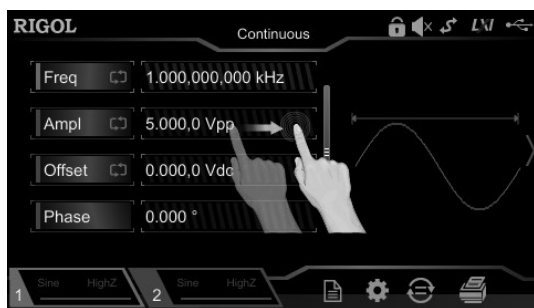 RIGOL
Continuous
LXI
Freq 1.000,000,000 kHz
Ampl 5.000,0 Vpp
Offset 0.000,0 Vdc
Phase 0.000 °
1 Sine HighZ
2 Sine HighZ